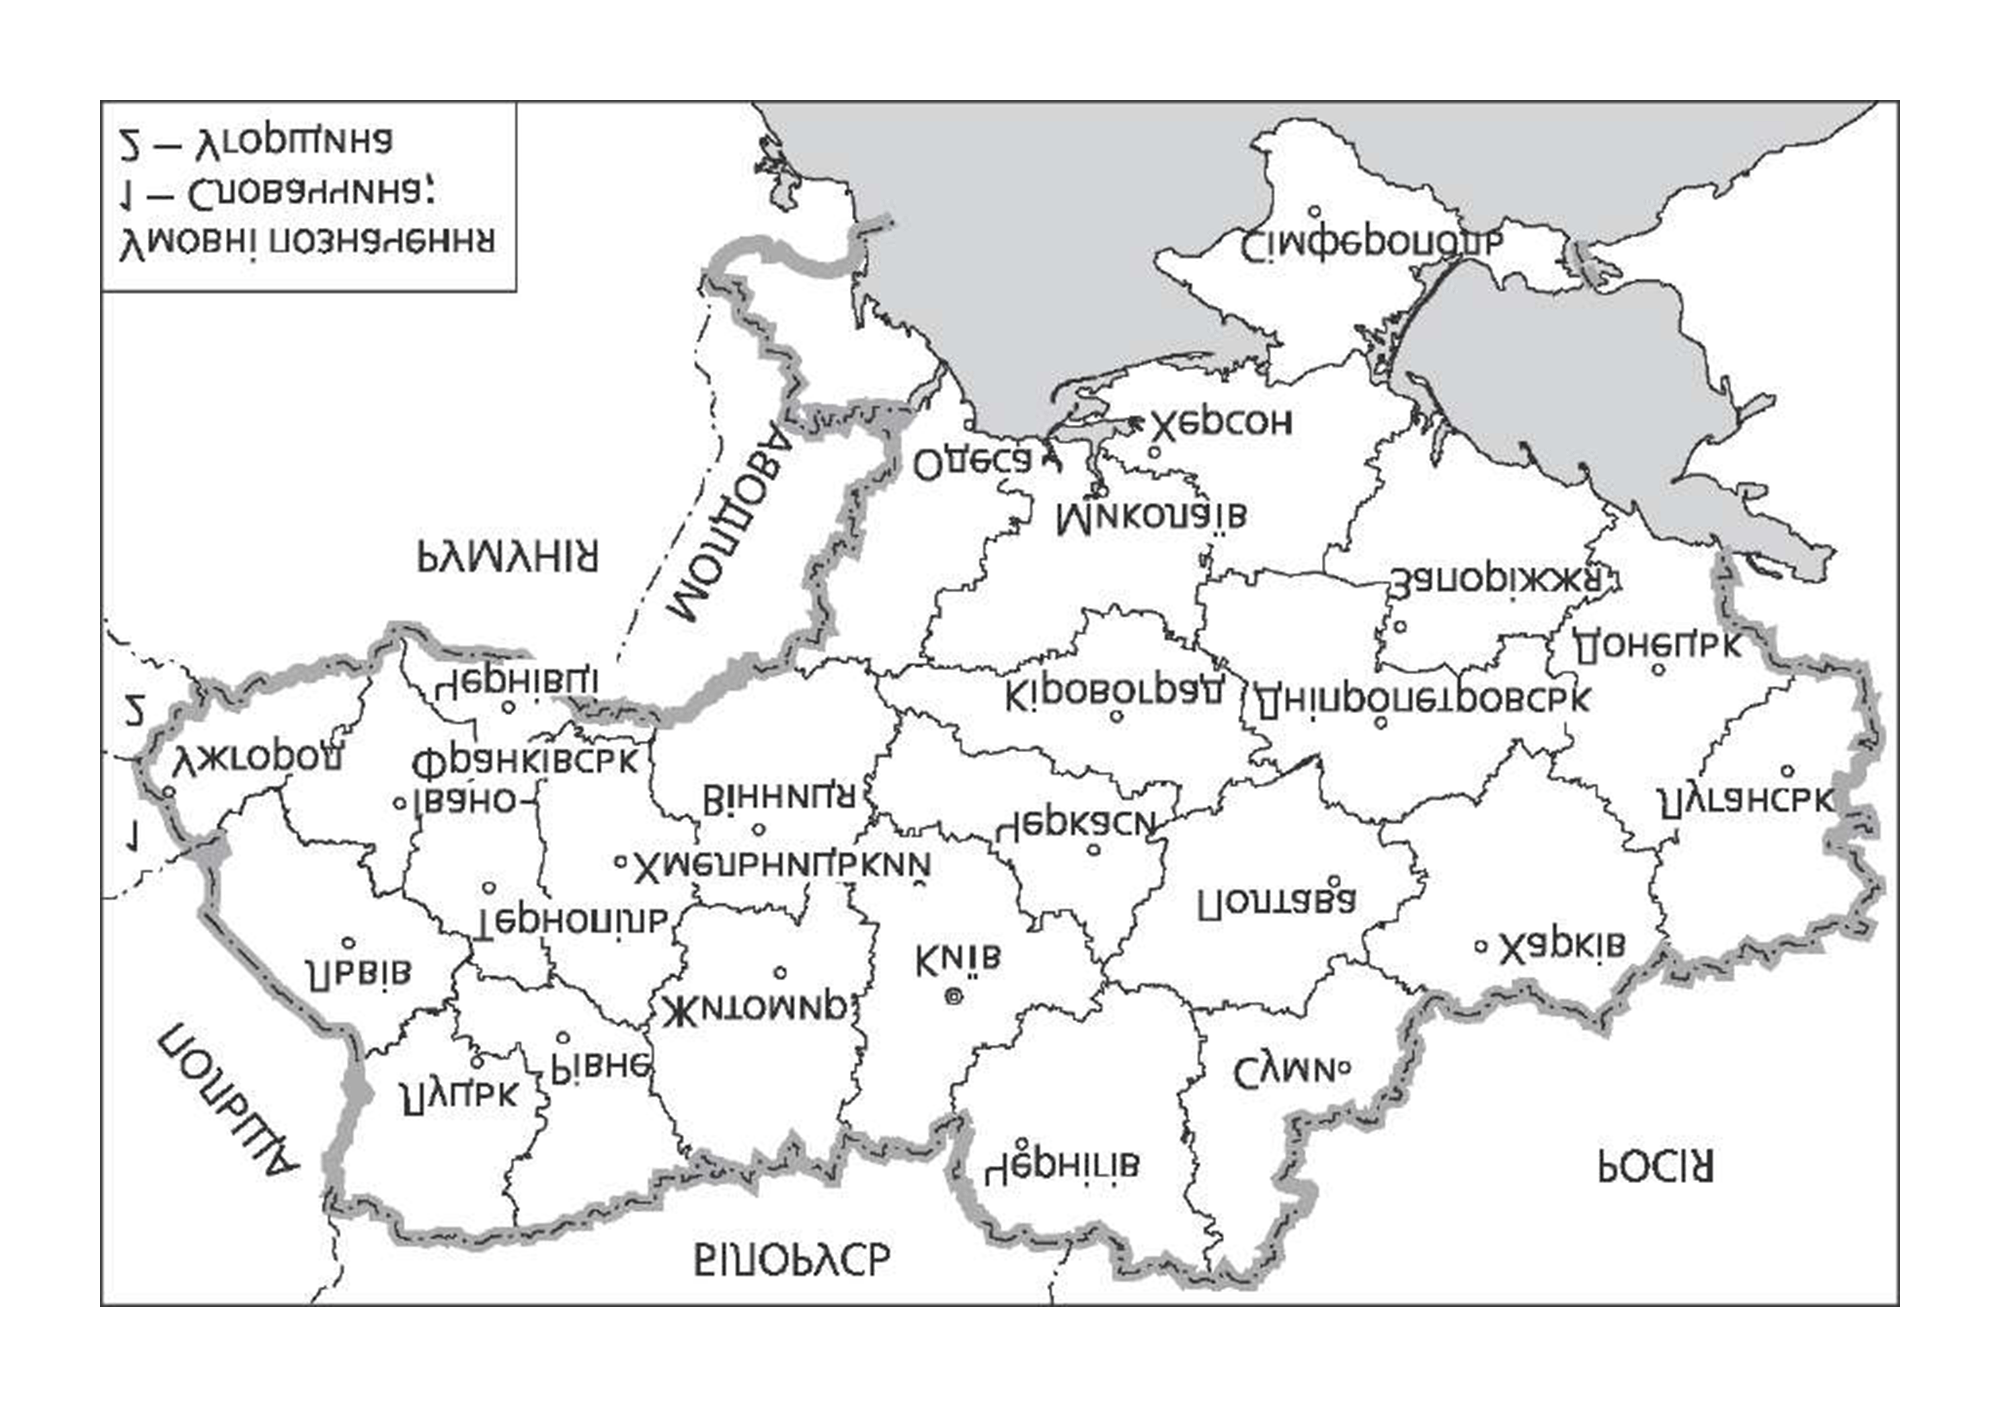 БІЛОРУСЬ
РОСІЯ
ПОЛЬЩА
Чернігів
Суми
Луцьк
Рівне
Житомир
Київ
Львів
Тернопіль
Харків
Полтава
Хмельницький
Черкаси
Вінниця
Івано-
Франківськ
Луганськ
Ужгород
1
2
Чернівці
Кіровоград
Дніпропетровськ
Донецьк
Запоріжжя
МОЛДОВА
РУМУНІЯ
Миколаїв
Одеса
Херсон
Сімферополь
Умовні позначення
1 – Словаччина;
2 – Угорщина